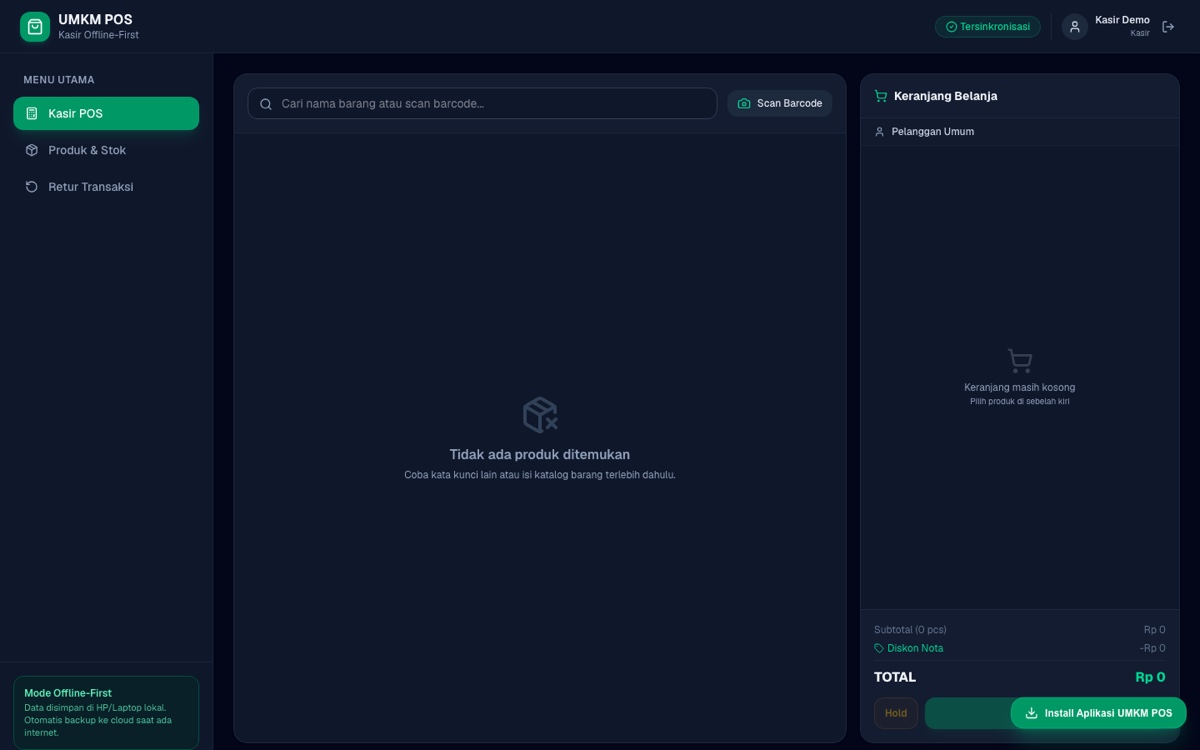 UMKM POS
Kasir Offline-First
Tersinkronisasi
Kasir Demo
Kasir
MENU UTAMA
Kasir POS
Produk & Stok
Retur Transaksi
Mode Offline-First
Data disimpan di HP/Laptop lokal.
Otomatis backup ke cloud saat ada
internet.
Cari nama barang atau scan barcode...
Scan Barcode
Tidak ada produk ditemukan
Coba kata kunci lain atau isi katalog barang terlebih dahulu.
Keranjang Belanja
Pelanggan Umum
Keranjang masih kosong
Pilih produk di sebelah kiri
Subtotal (0 pcs) Rp 0
Diskon Nota -Rp 0
TOTAL Rp 0
Hold
Install Aplikasi UMKM POS